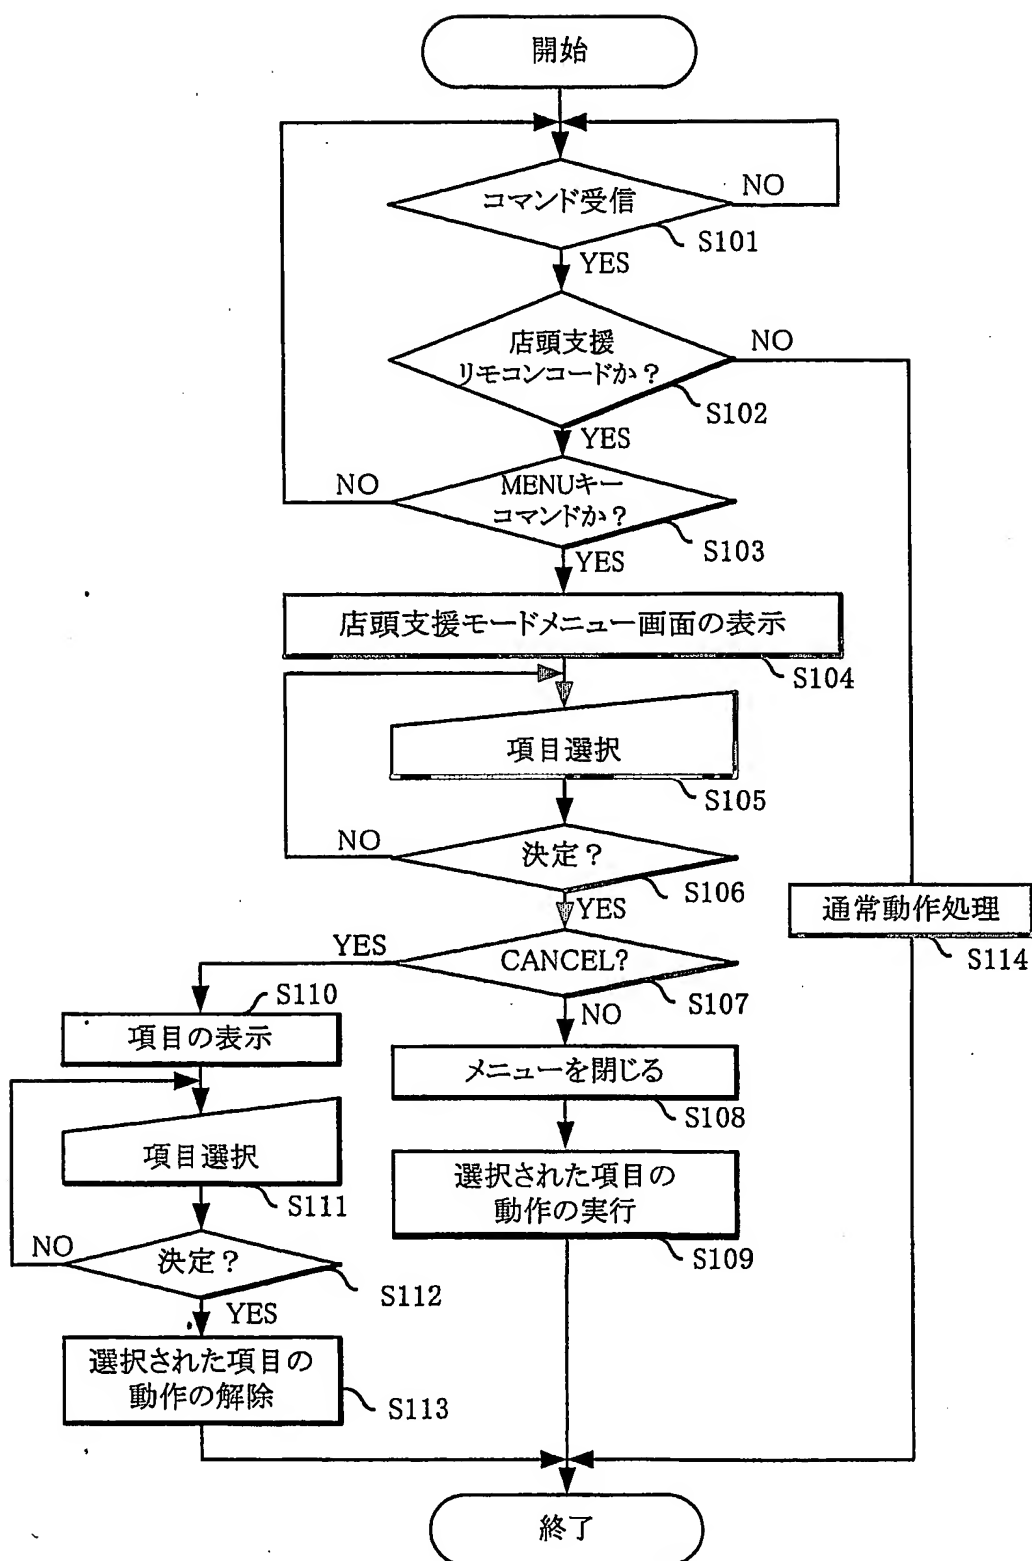 開始
コマンド受信
NO
S101
YES
店頭支援
リモコンコードか？
NO
S102
YES
MENUキー
コマンドか？
NO
S103
YES
店頭支援モードメニュー画面の表示
S104
項目選択
S105
決定？
NO
S106
YES
通常動作処理
S114
CANCEL?
YES
S107
NO
S110
項目の表示
メニューを閉じる
S108
項目選択
S111
選択された項目の
動作の実行
S109
決定？
NO
S112
YES
選択された項目の
動作の解除
S113
終了